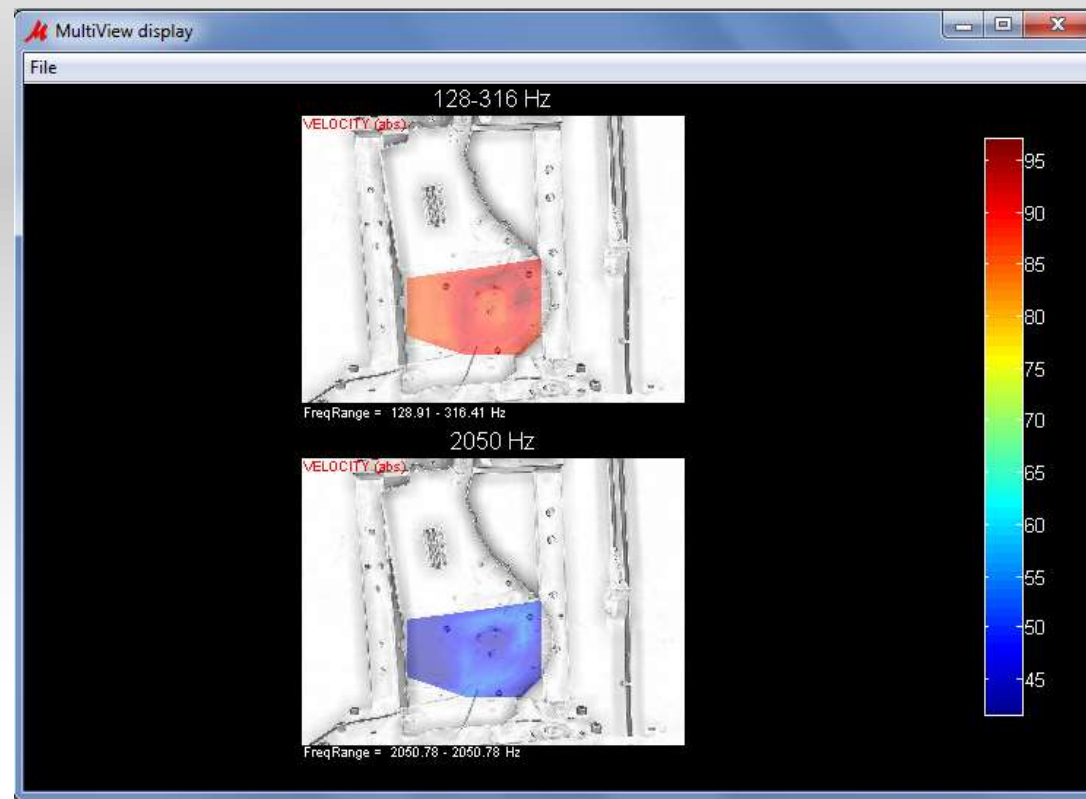 MultiView display
File
128-316 Hz
VELOCITY (abs)
FreqRange = 128.91 - 316.41 Hz
2050 Hz
VELOCITY (abs)
FreqRange = 2050.78 - 2050.78 Hz
95
90
85
80
75
70
65
60
55
50
45